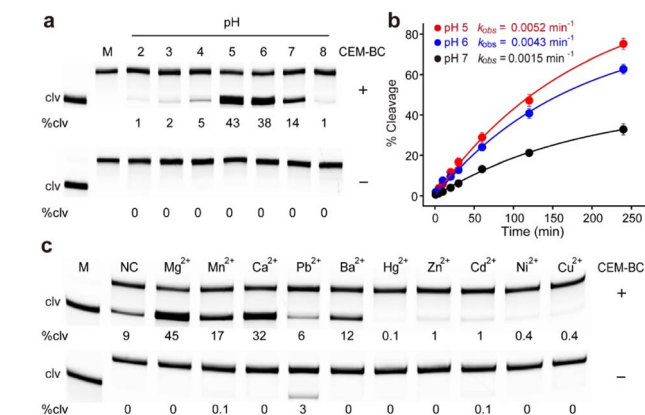 a
pH
M 2 3 4 5 6 7 8 CEM-BC
clv
+
%clv 1 2 5 43 38 14 1
clv
–
%clv 0 0 0 0 0 0 0
b
pH 5 kobs = 0.0052 min-1
pH 6 kobs = 0.0043 min-1
pH 7 kobs = 0.0015 min-1
% Cleavage
80
60
40
20
0
0 50 100 150 200 250
Time (min)
c
M NC Mg2+ Mn2+ Ca2+ Pb2+ Ba2+ Hg2+ Zn2+ Cd2+ Ni2+ Cu2+ CEM-BC
clv
+
%clv 9 45 17 32 6 12 0.1 1 1 0.4 0.4
clv
–
%clv 0 0 0.1 0 3 0 0 0 0.1 0 0